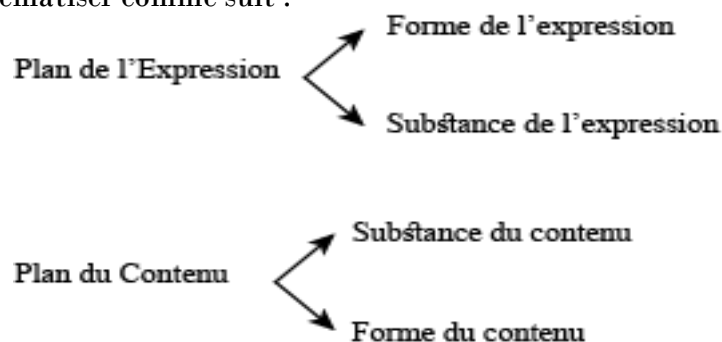 comme suit :
Forme de l’expression
Plan de l’Expression
Substance de l’expression
Substance du contenu
Plan du Contenu
Forme du contenu